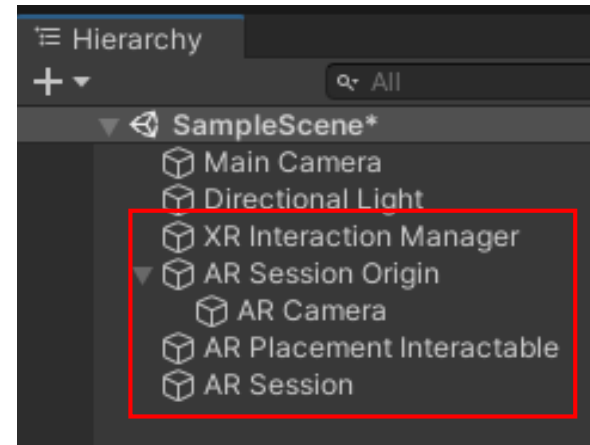 Hierarchy
All
SampleScene*
Main Camera
Directional Light
XR Interaction Manager
AR Session Origin
AR Camera
AR Placement Interactable
AR Session